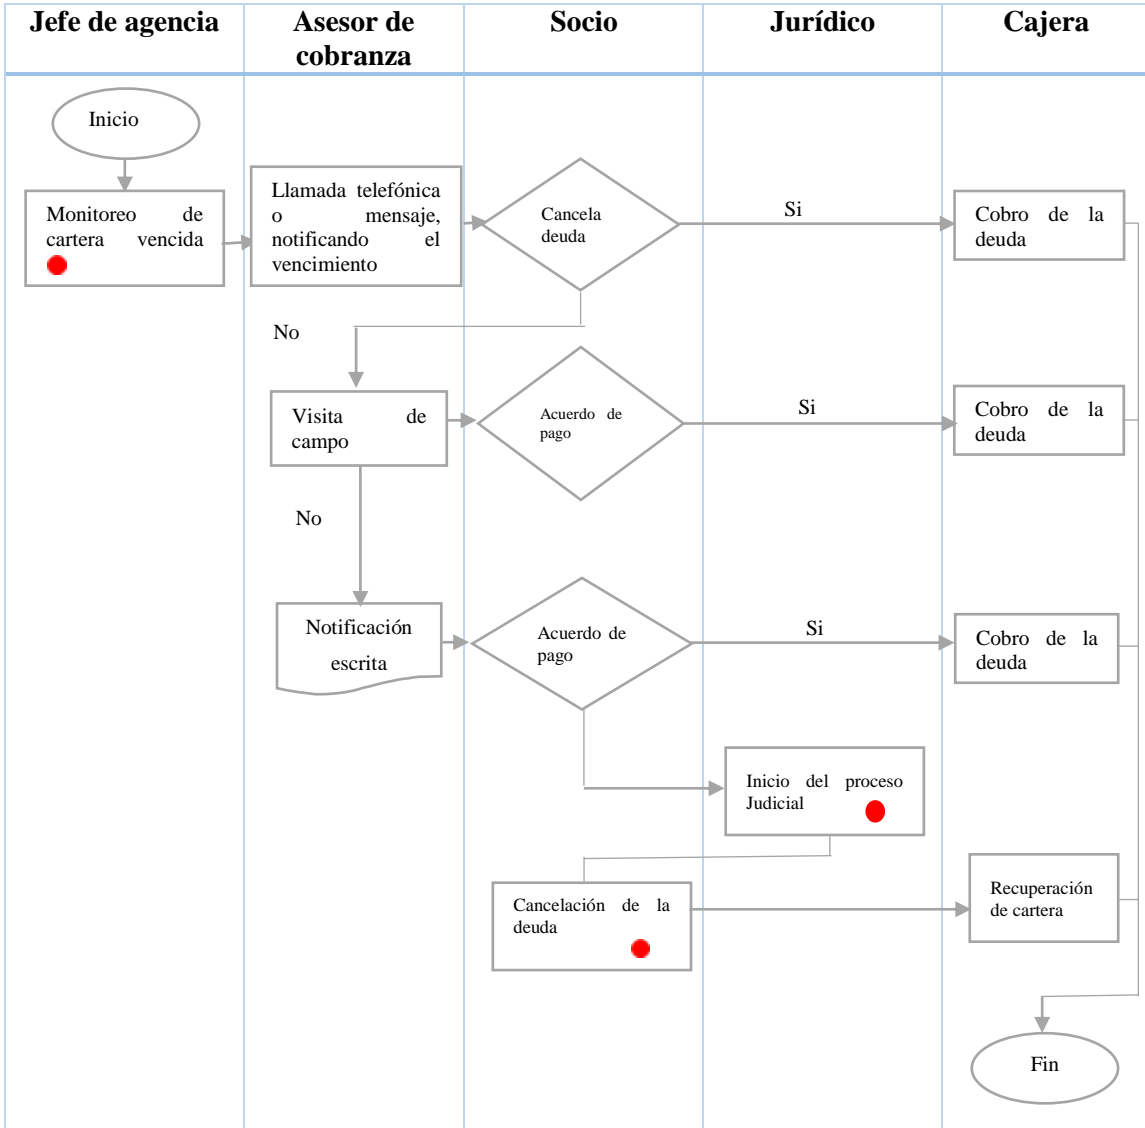 Jefe de agencia
Asesor de
cobranza
Socio
Jurídico
Cajera
Inicio
Monitoreo de
cartera vencida
Llamada telefónica
o mensaje,
notificando el
vencimiento
Cancela
deuda
Si
Cobro de la
deuda
No
Visita de
campo
Acuerdo de
pago
Si
Cobro de la
deuda
No
Notificación
escrita
Acuerdo de
pago
Si
Cobro de la
deuda
Inicio del proceso
Judicial
Cancelación de la
deuda
Recuperación
de cartera
Fin